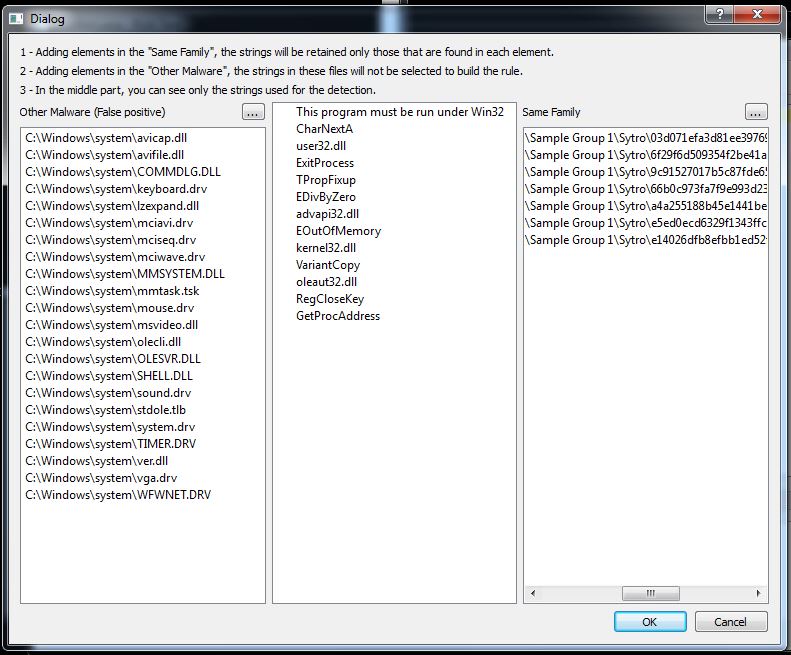 Dialog
1 - Adding elements in the "Same Family", the strings will be retained only those that are found in each element.
2 - Adding elements in the "Other Malware", the strings in these files will not be selected to build the rule.
3 - In the middle part, you can see only the strings used for the detection.
Other Malware (False positive)
...
C:\Windows\system\avicap.dll
C:\Windows\system\avifile.dll
C:\Windows\system\COMMDLG.DLL
C:\Windows\system\keyboard.drv
C:\Windows\system\lzexpand.dll
C:\Windows\system\mciavi.drv
C:\Windows\system\mciseq.drv
C:\Windows\system\mciwave.drv
C:\Windows\system\MMSYSTEM.DLL
C:\Windows\system\mmtask.tsk
C:\Windows\system\mouse.drv
C:\Windows\system\msvideo.dll
C:\Windows\system\olecli.dll
C:\Windows\system\OLESVR.DLL
C:\Windows\system\SHELL.DLL
C:\Windows\system\sound.drv
C:\Windows\system\stdole.tlb
C:\Windows\system\system.drv
C:\Windows\system\TIMER.DRV
C:\Windows\system\ver.dll
C:\Windows\system\vga.drv
C:\Windows\system\WFWNET.DRV
This program must be run under Win32
CharNextA
user32.dll
ExitProcess
TPropFixup
EDivByZero
advapi32.dll
EOutOfMemory
kernel32.dll
VariantCopy
oleaut32.dll
RegCloseKey
GetProcAddress
Same Family
...
\Sample Group 1\Sytro\03d071efa3d81ee39769
\Sample Group 1\Sytro\6f29f6d509354f2be41a
\Sample Group 1\Sytro\9c91527017b5c87fde65
\Sample Group 1\Sytro\66b0c973fa7f9e993d23
\Sample Group 1\Sytro\a4a255188b45e1441be
\Sample Group 1\Sytro\e5ed0ecd6329f1343ffc
\Sample Group 1\Sytro\e14026dfb8efbb1ed52
OK
Cancel